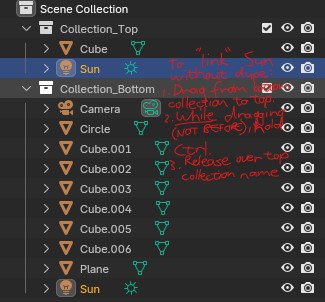 Scene Collection
Collection_Top
Cube
Sun
Collection_Bottom
Camera
Circle
Cube.001
Cube.002
Cube.003
Cube.004
Cube.005
Cube.006
Plane
Sun
To "link" Sun
without dupe:
1. Drag from bottom
collection to top.
2. While dragging
(NOT BEFORE), Hold
Ctrl.
3. Release over top
collection name